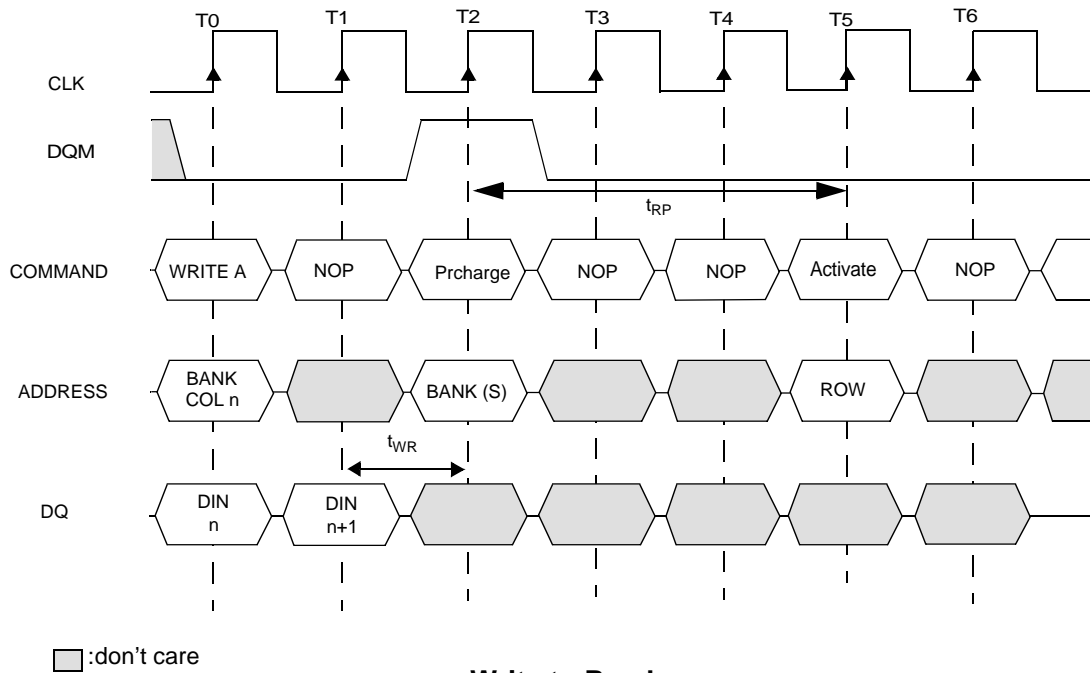 T0 T1 T2 T3 T4 T5 T6
CLK
DQM
tRP
COMMAND WRITE A NOP Prcharge NOP NOP Activate NOP
ADDRESS BANK COL n BANK (S) ROW
tWR
DQ DIN n DIN n+1
:don't care